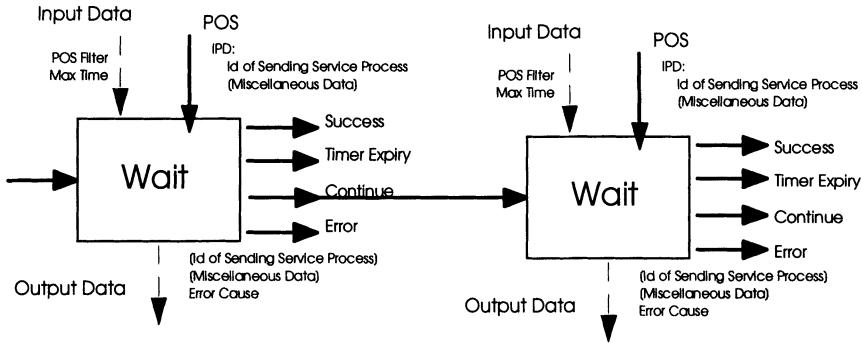 Input Data
POS
IPD:
Id of Sending Service Process
(Miscellaneous Data)
POS Filter
Max Time
Wait
Success
Timer Expiry
Continue
Error
(Id of Sending Service Process)
(Miscellaneous Data)
Error Cause
Output Data
Input Data
POS
IPD:
Id of Sending Service Process
(Miscellaneous Data)
POS Filter
Max Time
Wait
Success
Timer Expiry
Continue
Error
(Id of Sending Service Process)
(Miscellaneous Data)
Error Cause
Output Data